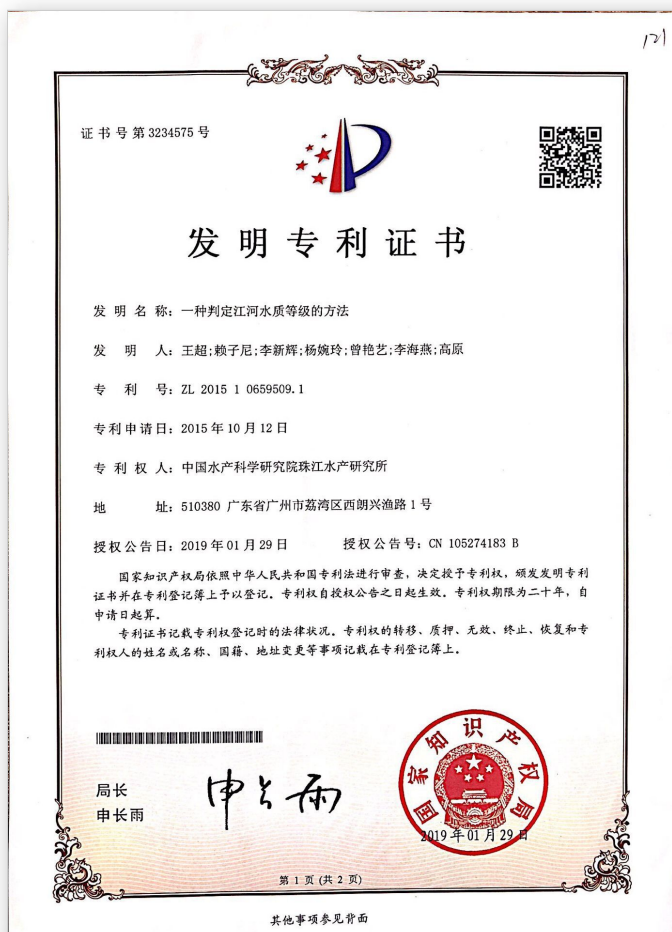 121
证书号第3234575号
发明专利证书
发明名称：一种判定江河水质等级的方法
发明人：王超;赖子尼;李新辉;杨婉玲;曾艳艺;李海燕;高原
专利号：ZL 2015 1 0659509.1
专利申请日：2015年10月12日
专利权人：中国水产科学研究院珠江水产研究所
地址：510380 广东省广州市荔湾区西朗兴渔路1号
授权公告日：2019年01月29日 授权公告号：CN 105274183 B
国家知识产权局依照中华人民共和国专利法进行审查，决定授予专利权，颁发发明专利
证书并在专利登记簿上予以登记。专利权自授权公告之日起生效。专利权期限为二十年，自
申请日起算。
专利证书记载专利权登记时的法律状况。专利权的转移、质押、无效、终止、恢复和专
利权人的姓名或名称、国籍、地址变更等事项记载在专利登记簿上。
局长
申长雨
申长雨
国家知识产权局
2019年01月29日
第1页(共2页)
其他事项参见背面